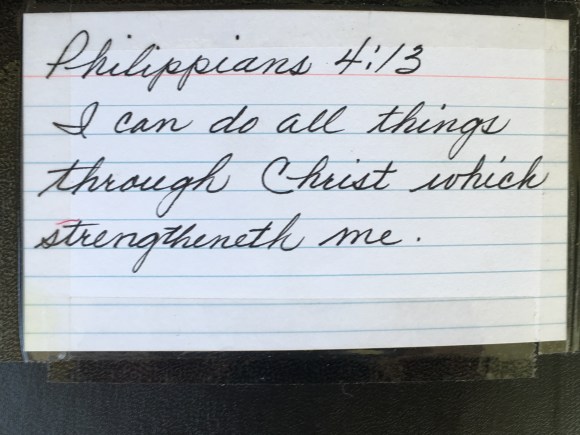 Philippians 4:13
I can do all things
through Christ which
strengtheneth me.